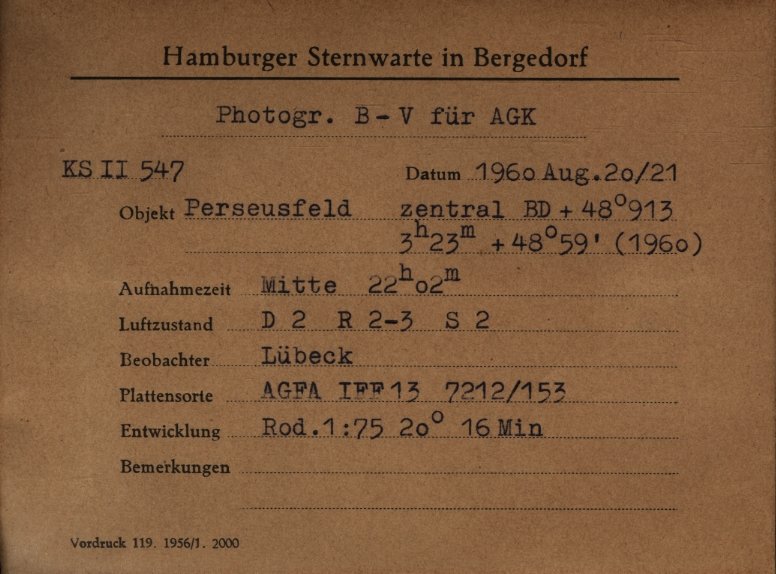 Hamburger Sternwarte in Bergedorf
Photogr. B-V für AGK
KS II 547 Datum 1960 Aug.20/21
Objekt Perseusfeld zentral BD + 48°913
3ʰ23ᵐ +48°59' (1960)
Aufnahmezeit Mitte 22ʰ02ᵐ
Luftzustand D 2 R 2-3 S 2
Beobachter Lübeck
Plattensorte AGFA IFF13 7212/153
Entwicklung Rod.1:75 20° 16 Min
Bemerkungen
Vordruck 119. 1956/1. 2000